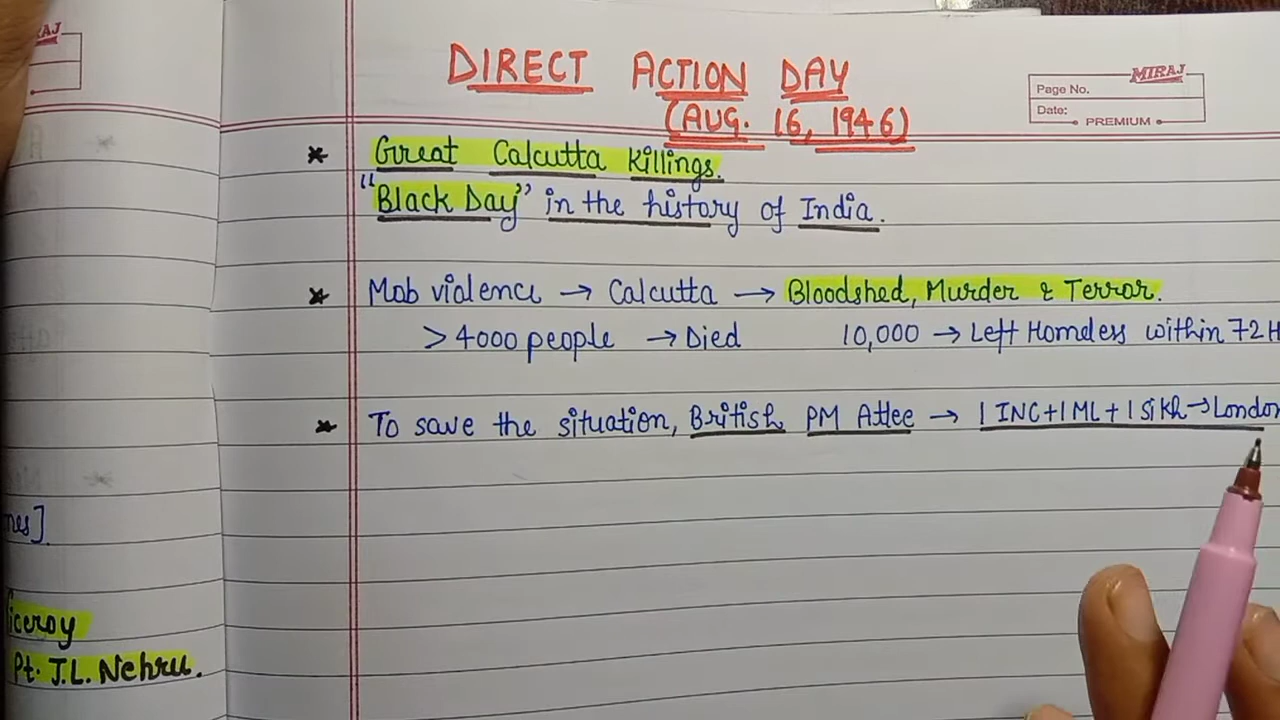 DIRECT ACTION DAY
(AUG. 16, 1946)
MIRAJ
Page No.
Date:
PREMIUM
* Great Calcutta Killings.
"Black Day" in the history of India.
* Mob violence → Calcutta → Bloodshed, Murder & Terror.
> 4000 people → Died 10,000 → Left Homeless within 72H
* To save the situation, British PM Attlee → 1 INC + 1 ML + 1 Sikh → London
nes].
iceroy
Pt. J.L. Nehru.